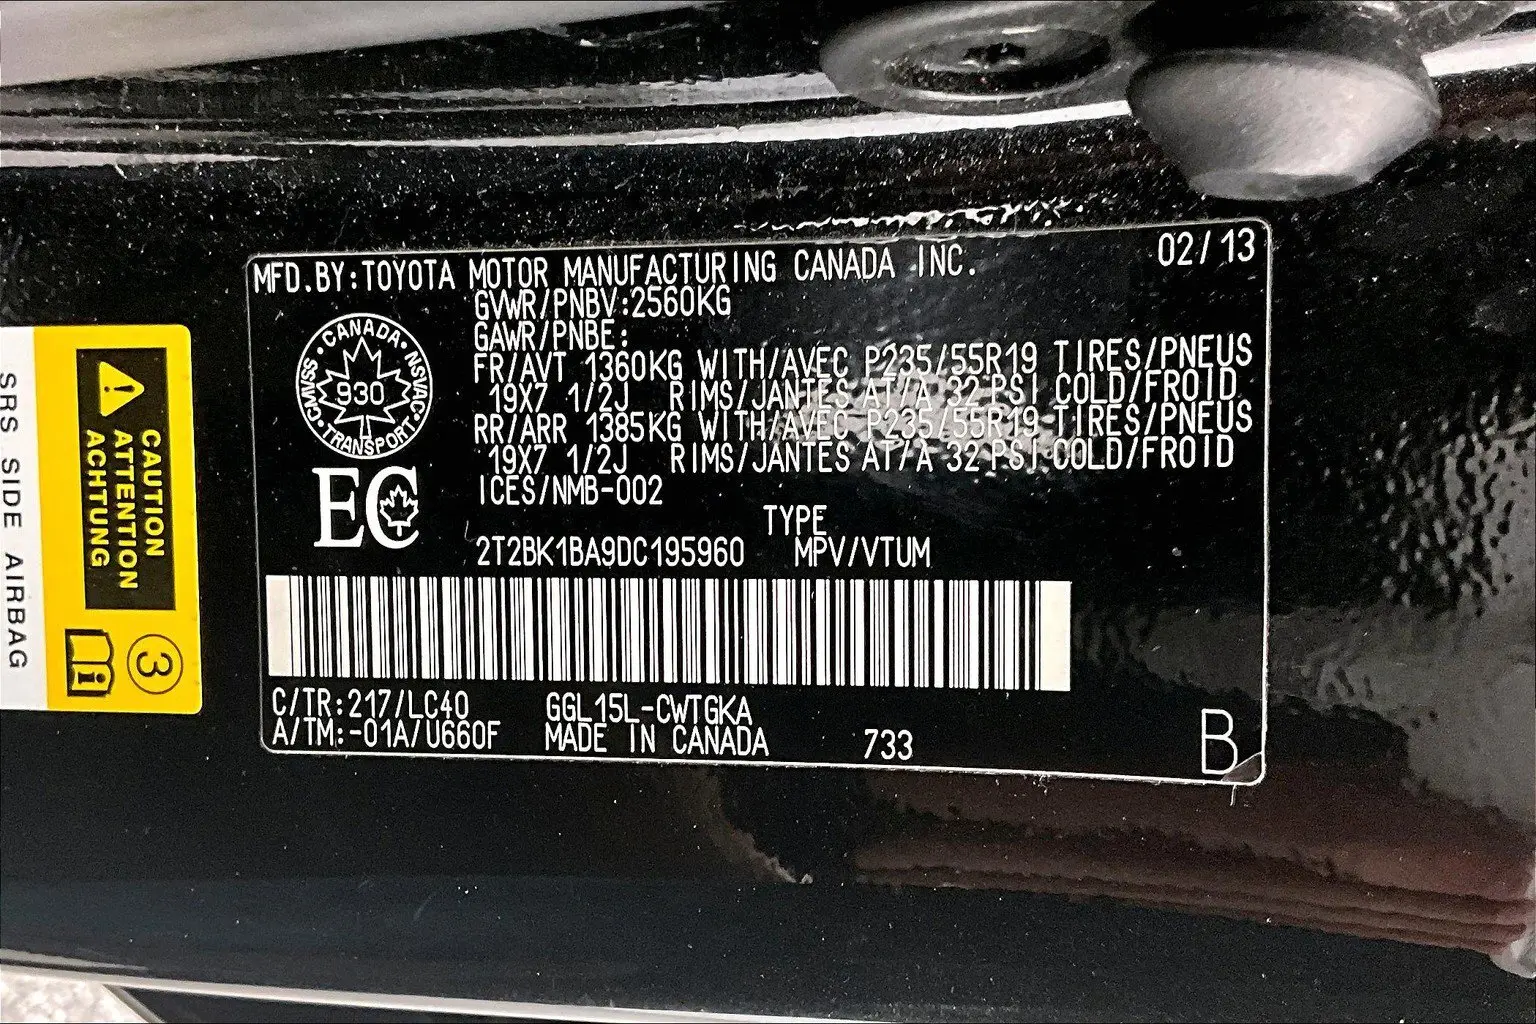 MFD.BY:TOYOTA MOTOR MANUFACTURING CANADA INC. 02/13
GVWR/PNBV:2560KG
GAWR/PNBE:
FR/AVT 1360KG WITH/AVEC P235/55R19 TIRES/PNEUS
19X7 1/2J RIMS/JANTES AT/A 32 PSI COLD/FROID
RR/ARR 1385KG WITH/AVEC P235/55R19 TIRES/PNEUS
19X7 1/2J RIMS/JANTES AT/A 32 PSI COLD/FROID
ICES/NMB-002
CANADA
CMVSS NSVAC
930
TRANSPORT
EC
TYPE
2T2BK1BA9DC195960 MPV/VTUM
C/TR:217/LC40 GGL15L-CWTGKA
A/TM:-01A/U660F MADE IN CANADA 733 B
CAUTION
ATTENTION
ACHTUNG
3
SRS SIDE AIRBAG